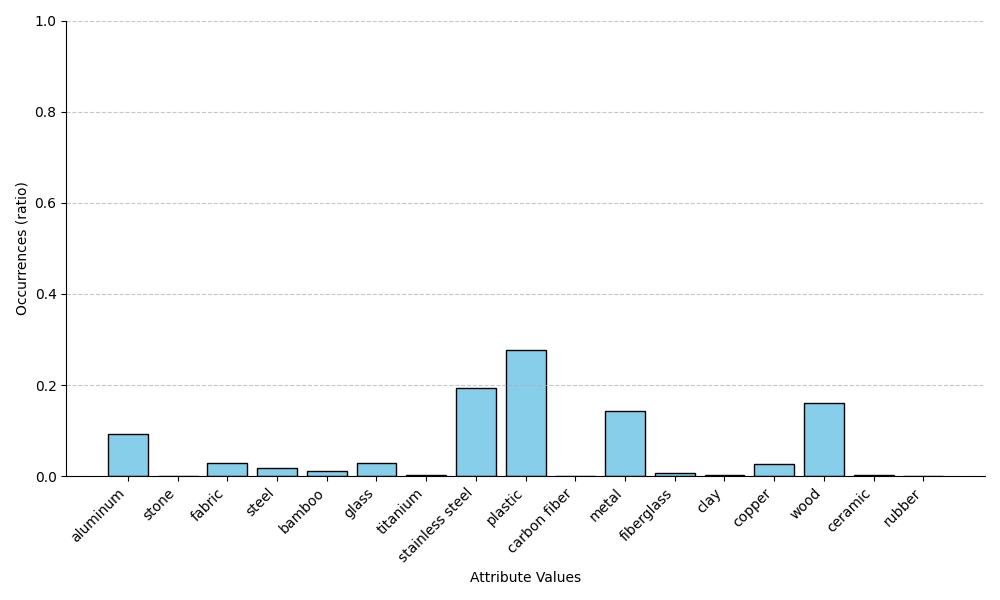 1.0
0.8
0.6
0.4
0.2
0.0
Occurrences (ratio)
aluminum
stone
fabric
steel
bamboo
glass
titanium
stainless steel
plastic
carbon fiber
metal
fiberglass
clay
copper
wood
ceramic
rubber
Attribute Values